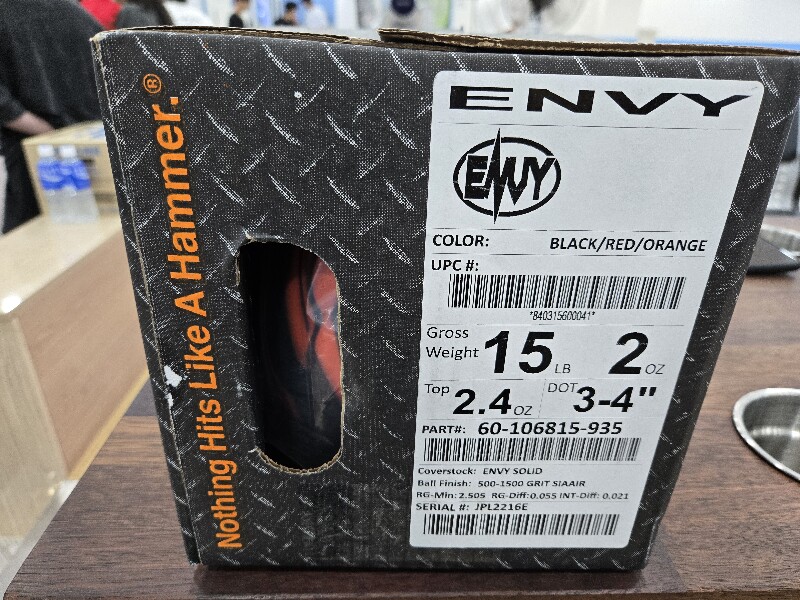 Nothing Hits Like A Hammer.®
ENVY
ENVY
COLOR: BLACK/RED/ORANGE
UPC #:
*840315600041*
Gross Weight 15 LB 2 OZ
Top 2.4 OZ DOT 3-4"
PART#: 60-106815-935
Coverstock: ENVY SOLID
Ball Finish: 500-1500 GRIT SIAAIR
RG-Min: 2.505 RG-Diff:0.055 INT-Diff: 0.021
SERIAL #: JPL2216E